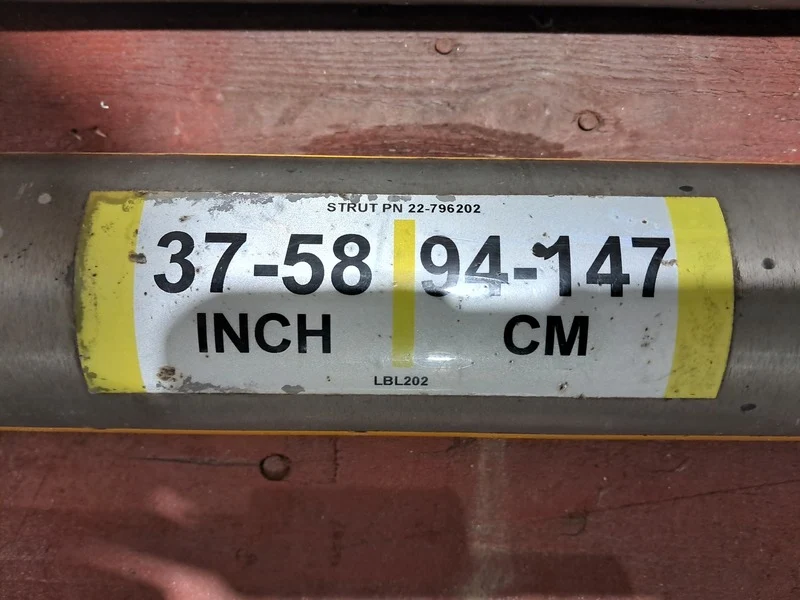 STRUT PN 22-796202
37-58 94-147
INCH CM
LBL202